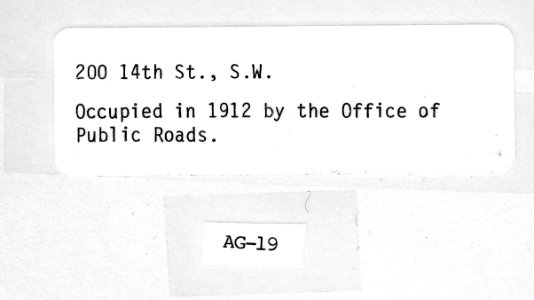 200 14th St., S.W.
Occupied in 1912 by the Office of
Public Roads.
AG-19